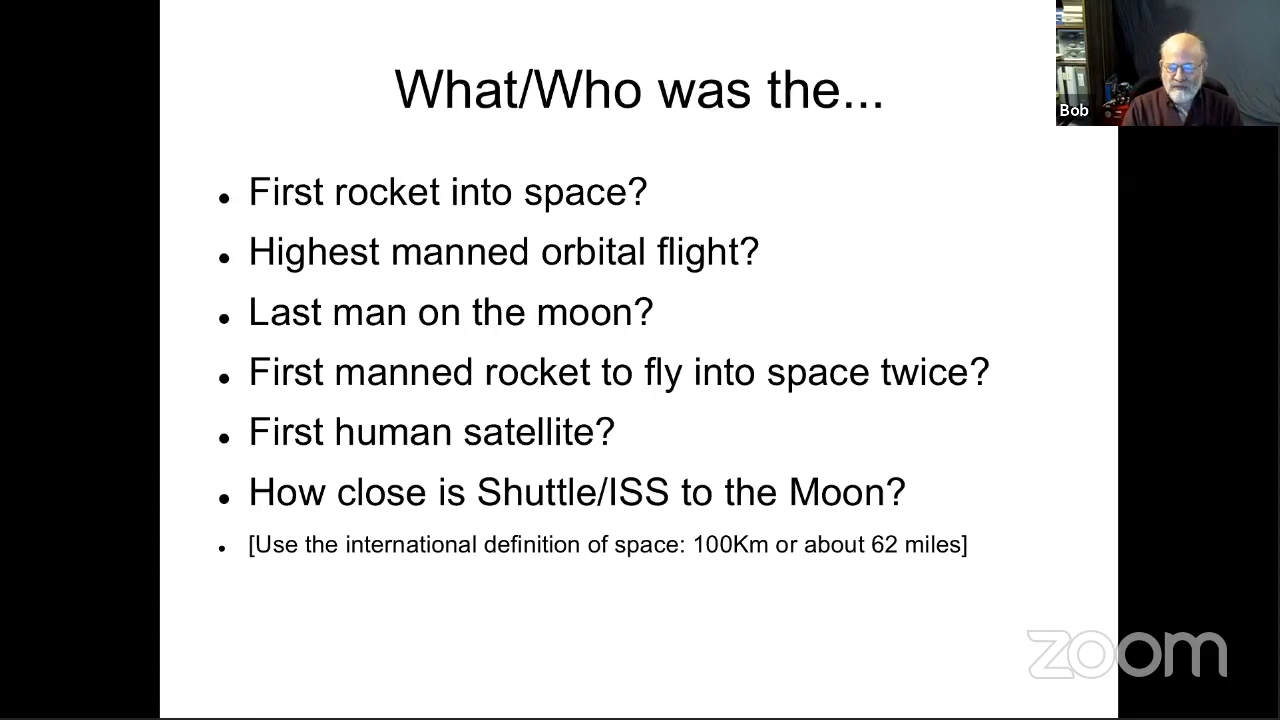 What/Who was the...
Bob
• First rocket into space?
• Highest manned orbital flight?
• Last man on the moon?
• First manned rocket to fly into space twice?
• First human satellite?
• How close is Shuttle/ISS to the Moon?
• [Use the international definition of space: 100Km or about 62 miles]
zoom